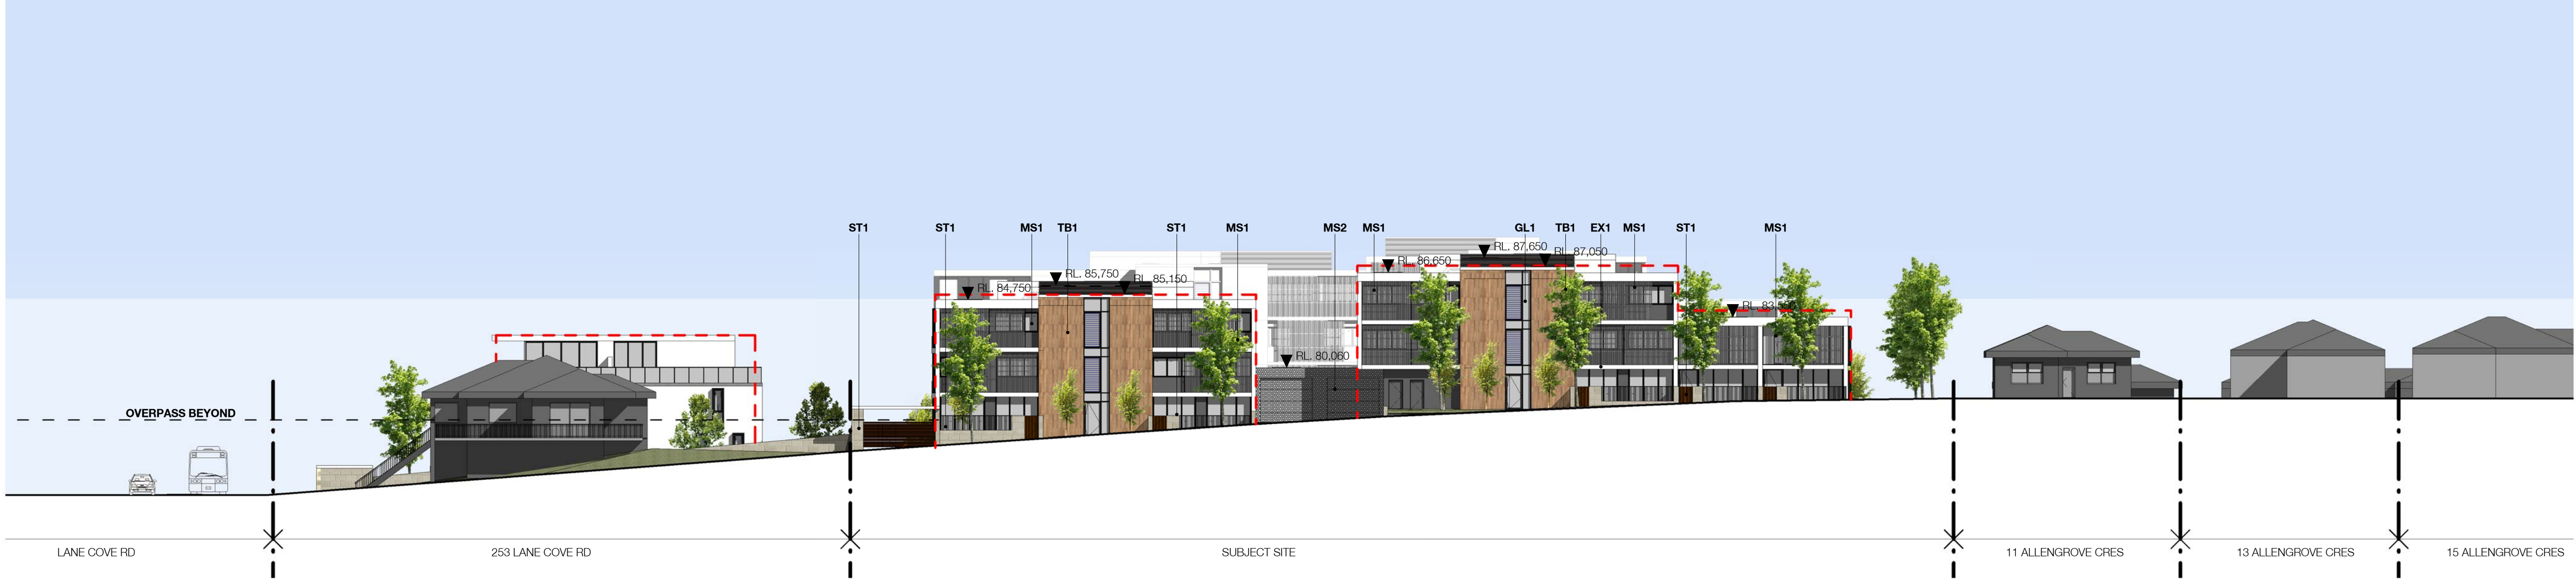 ST1
ST1
MS1
TB1
ST1
MS1
MS2
MS1
GL1
TB1
EX1
MS1
ST1
MS1
RL. 87,650
RL. 87,050
RL. 86,650
RL. 85,750
RL. 85,150
RL. 84,750
RL.
RL. 80,060
OVERPASS BEYOND
LANE COVE RD
253 LANE COVE RD
SUBJECT SITE
11 ALLENGROVE CRES
13 ALLENGROVE CRES
15 ALLENGROVE CRES